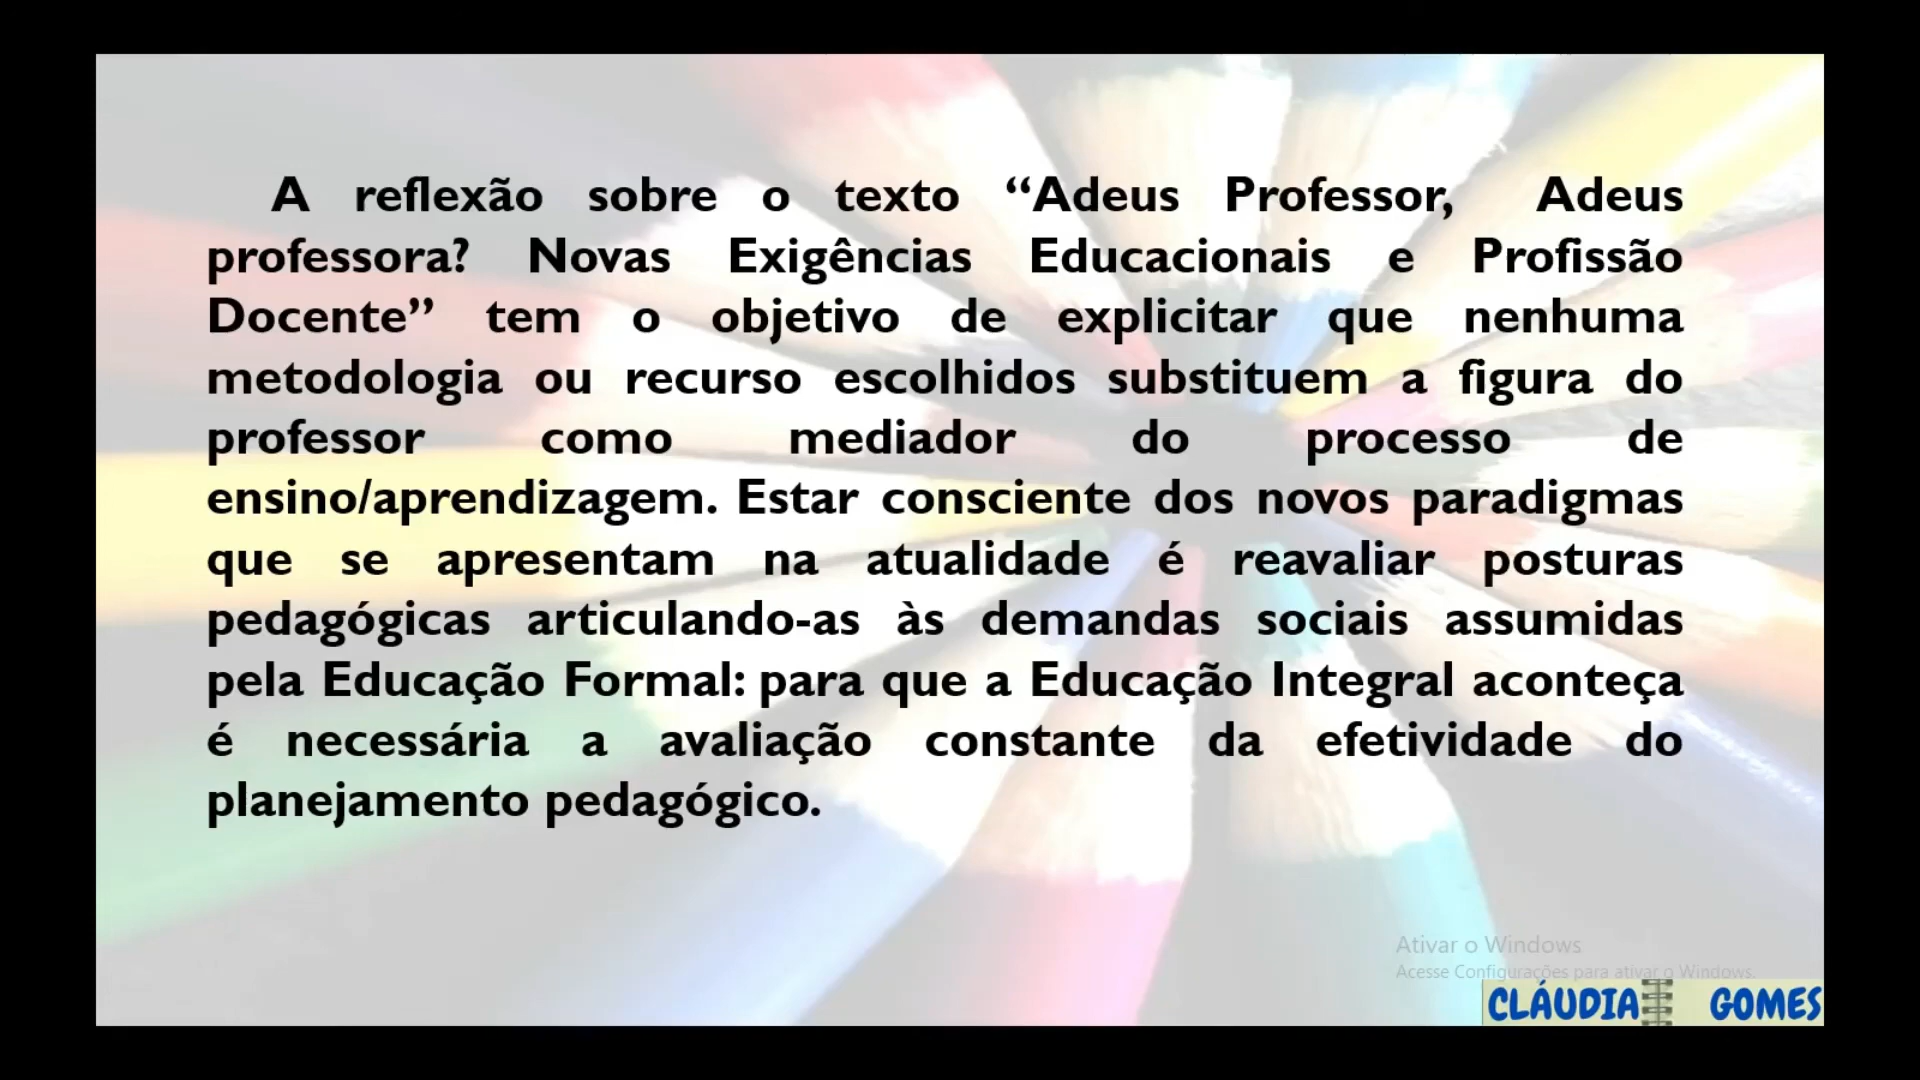 A reflexão sobre o texto “Adeus Professor, Adeus
professora? Novas Exigências Educacionais e Profissão
Docente” tem o objetivo de explicitar que nenhuma
metodologia ou recurso escolhidos substituem a figura do
professor como mediador do processo de
ensino/aprendizagem. Estar consciente dos novos paradigmas
que se apresentam na atualidade é reavaliar posturas
pedagógicas articulando-as às demandas sociais assumidas
pela Educação Formal: para que a Educação Integral aconteça
é necessária a avaliação constante da efetividade do
planejamento pedagógico.
Ativar o Windows
Acesse Configurações para ativar o Windows.
CLÁUDIA GOMES